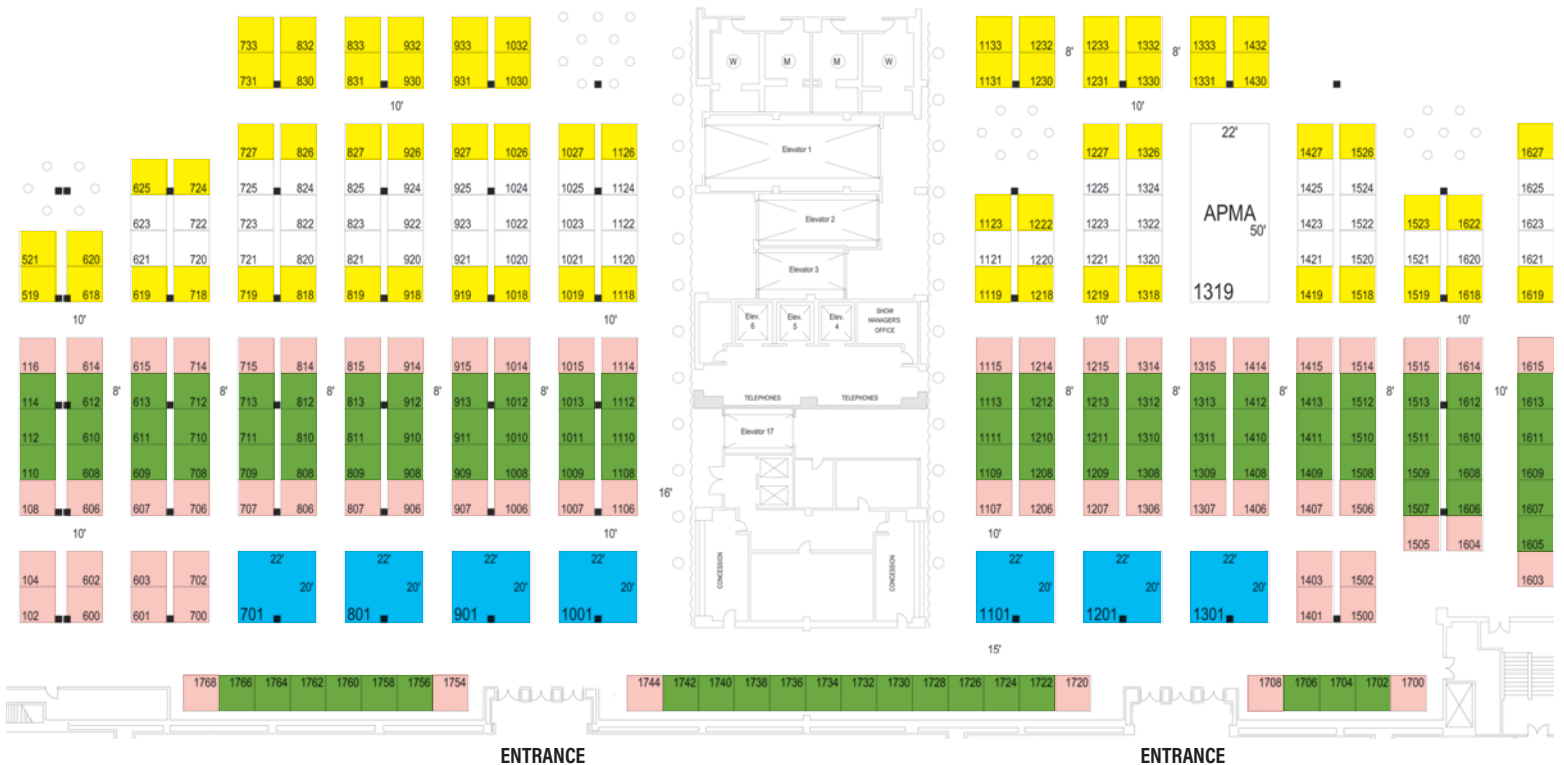 733 832 833 932 933 1032 1133 1232 8' 1233 1332 8' 1333 1432
W M M W
731 830 831 930 931 1030 1131 1230 1231 1330 1331 1430
10' 10'
22'
Elevator 1
727 826 827 926 927 1026 1027 1126 1227 1326 1427 1526 1627
625 724 725 824 825 924 925 1024 1025 1124 1225 1324 1425 1524 1625
APMA
Elevator 2
623 722 723 822 823 922 923 1022 1023 1122 1123 1222 1223 1322 50' 1423 1522 1523 1622 1623
521 620 621 720 721 820 821 920 921 1020 1021 1120 1121 1220 1221 1320 1421 1520 1521 1620 1621
Elevator 3
519 618 619 718 719 818 819 918 919 1018 1019 1118 1119 1218 1219 1318 1319 1419 1518 1519 1618 1619
10' 10' 10' 10'
Elev. 6 Elev. 5 Elev. 4 SHOW MANAGER'S OFFICE
116 614 615 714 715 814 815 914 915 1014 1015 1114 1115 1214 1215 1314 1315 1414 1415 1514 1515 1614 1615
8' 8' 8' 8' 8' 8' 8' 8' 8' 10'
TELEPHONES TELEPHONES
114 612 613 712 713 812 813 912 913 1012 1013 1112 1113 1212 1213 1312 1313 1412 1413 1512 1513 1612 1613
Elevator 17
112 610 611 710 711 810 811 910 911 1010 1011 1110 1111 1210 1211 1310 1311 1410 1411 1510 1511 1610 1611
110 608 609 708 709 808 809 908 909 1008 1009 1108 1109 1208 1209 1308 1309 1408 1409 1508 1509 1608 1609
16'
108 606 607 706 707 806 807 906 907 1006 1007 1106 1107 1206 1207 1306 1307 1406 1407 1506 1507 1606 1607
10' 10' 10'
1505 1604 1605
22' 22' 22' 22' CONCESSION CONCESSION 22' 22' 22'
104 602 603 702 20' 20' 20' 20' 20' 20' 20' 1403 1502 1603
102 600 601 700 701 801 901 1001 1101 1201 1301 1401 1500
15'
1768 1766 1764 1762 1760 1758 1756 1754 1744 1742 1740 1738 1736 1734 1732 1730 1728 1726 1724 1722 1720 1708 1706 1704 1702 1700
ENTRANCE ENTRANCE